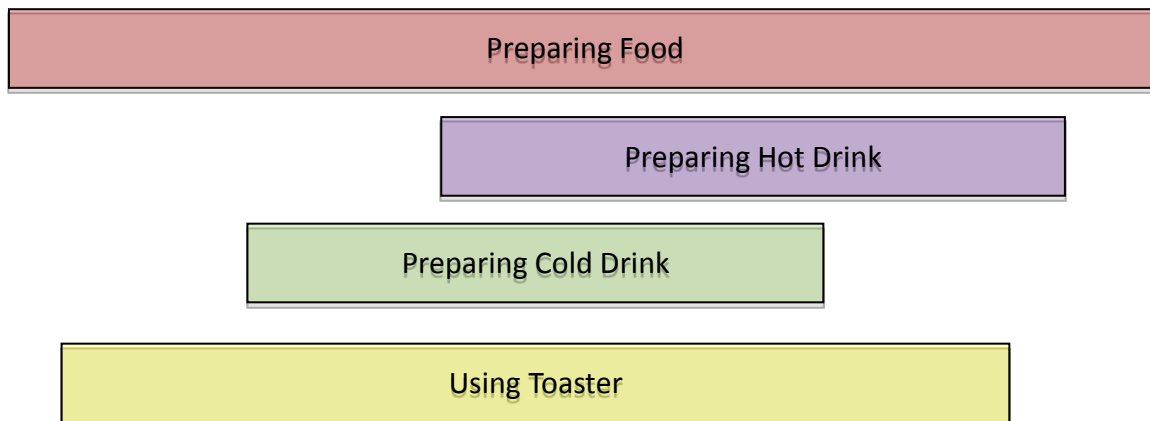 Preparing Food
Preparing Hot Drink
Preparing Cold Drink
Using Toaster